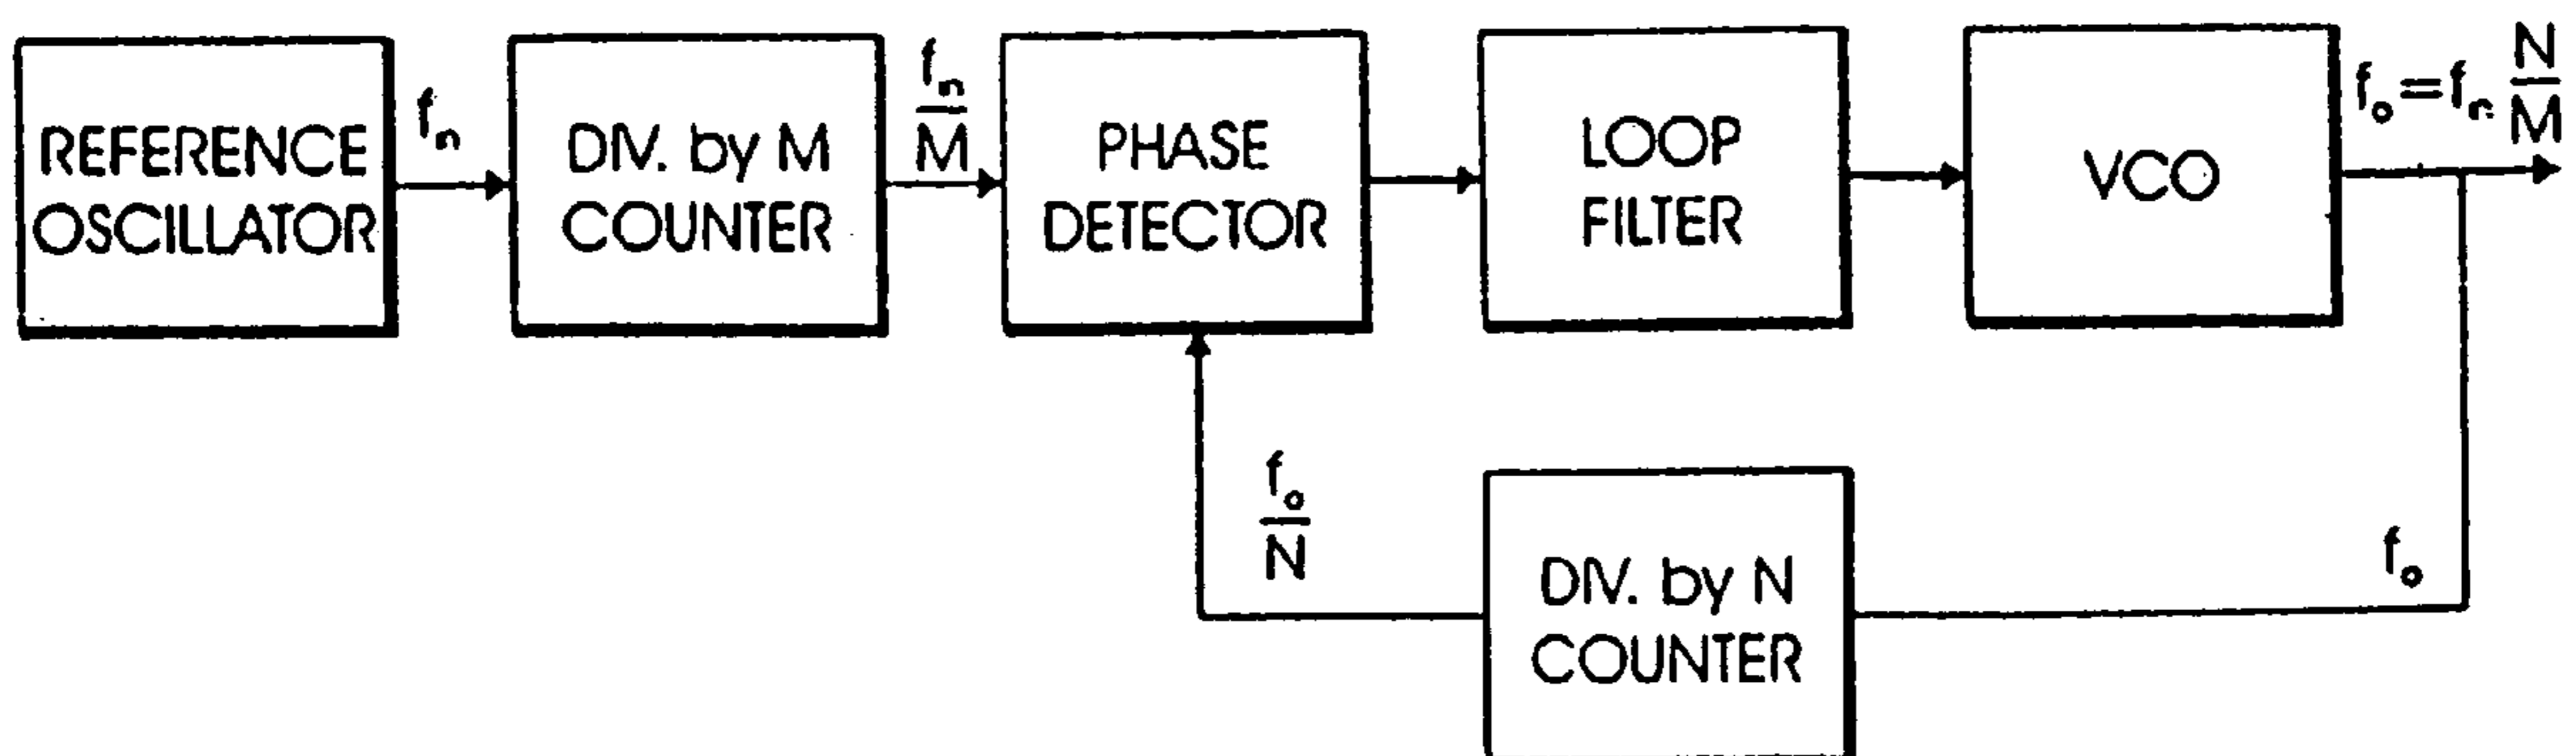 REFERENCE
OSCILLATOR
fn
DIV. by M
COUNTER
fn
M
PHASE
DETECTOR
LOOP
FILTER
VCO
fo=fn N
M
fo
N
DIV. by N
COUNTER
fo